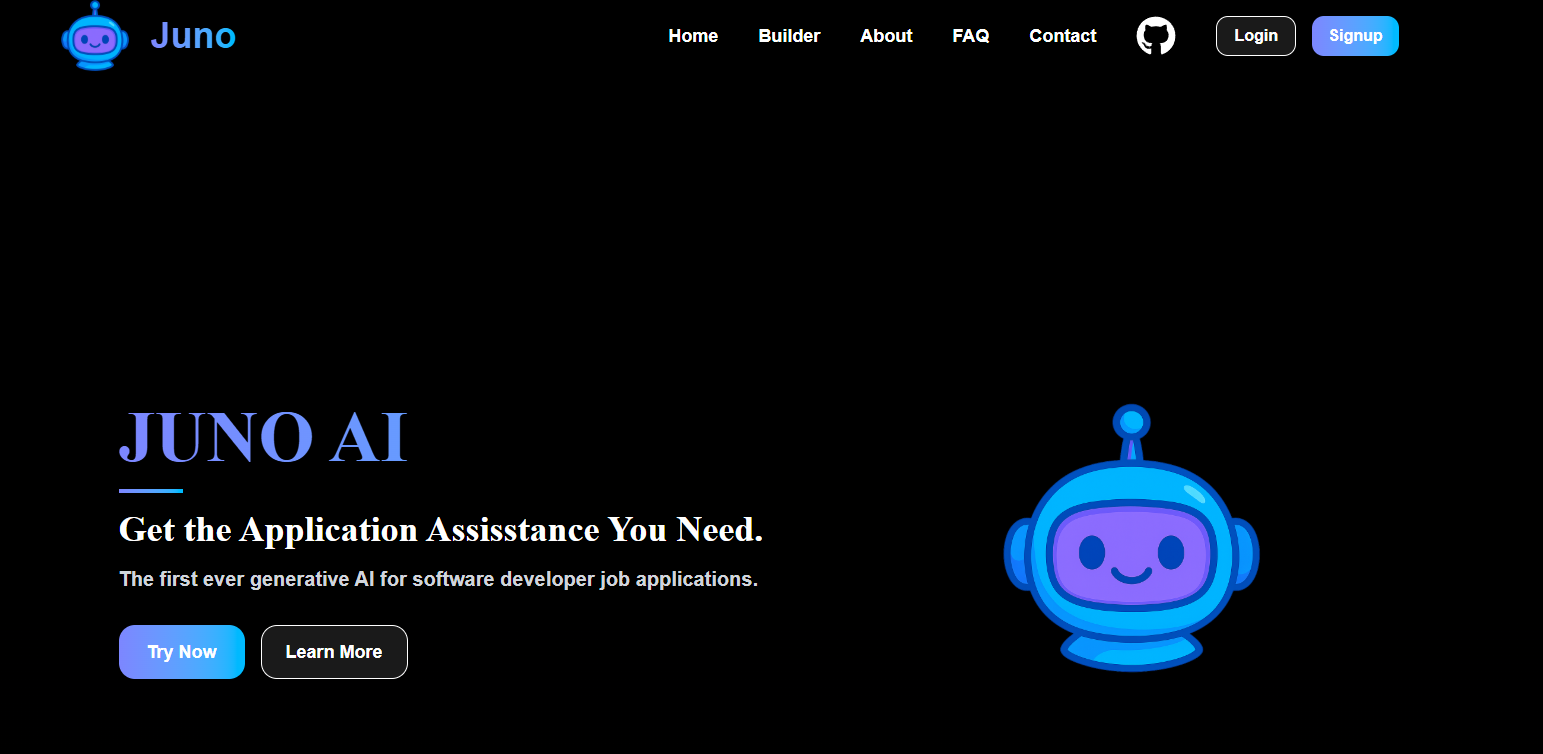 Juno
Home Builder About FAQ Contact Login Signup
JUNO AI
Get the Application Assisstance You Need.
The first ever generative AI for software developer job applications.
Try Now Learn More